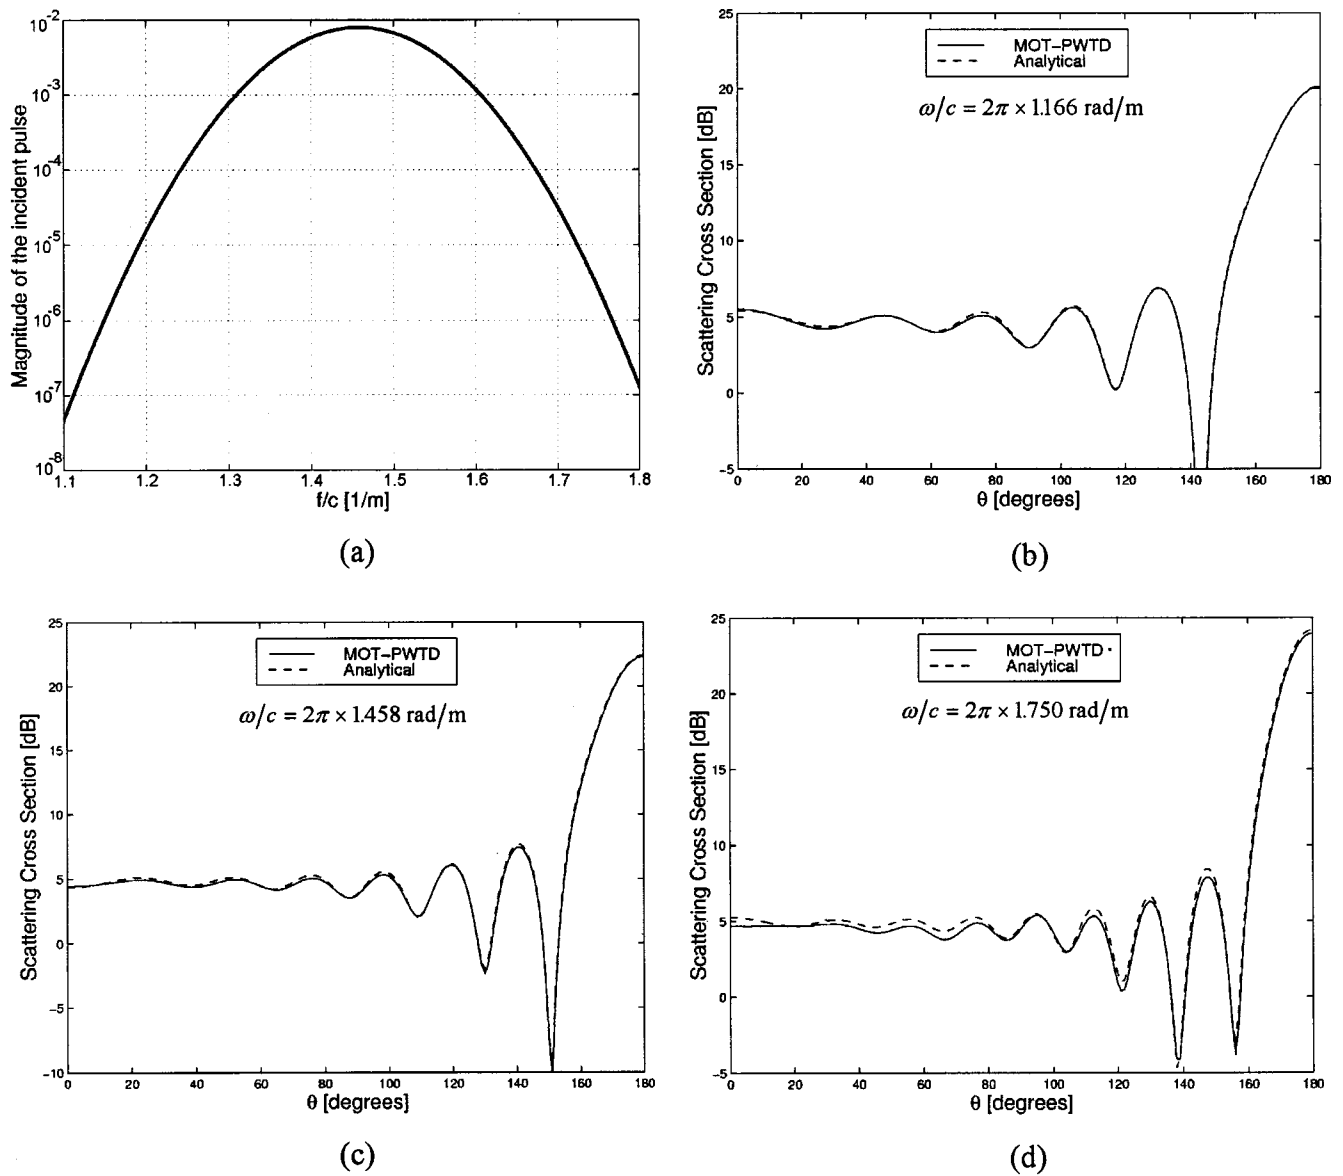 10^-2
10^-3
10^-4
10^-5
10^-6
10^-7
10^-8
Magnitude of the incident pulse
1.1 1.2 1.3 1.4 1.5 1.6 1.7 1.8
f/c [1/m]
(a)
25
20
15
10
5
0
-5
Scattering Cross Section [dB]
MOT-PWTD
Analytical
ω/c = 2π × 1.166 rad/m
0 20 40 60 80 100 120 140 160 180
θ [degrees]
(b)
25
20
15
10
5
0
-5
-10
Scattering Cross Section [dB]
MOT-PWTD
Analytical
ω/c = 2π × 1.458 rad/m
0 20 40 60 80 100 120 140 160 180
θ [degrees]
(c)
25
20
15
10
5
0
-5
Scattering Cross Section [dB]
MOT-PWTD
Analytical
ω/c = 2π × 1.750 rad/m
0 20 40 60 80 100 120 140 160 180
θ [degrees]
(d)